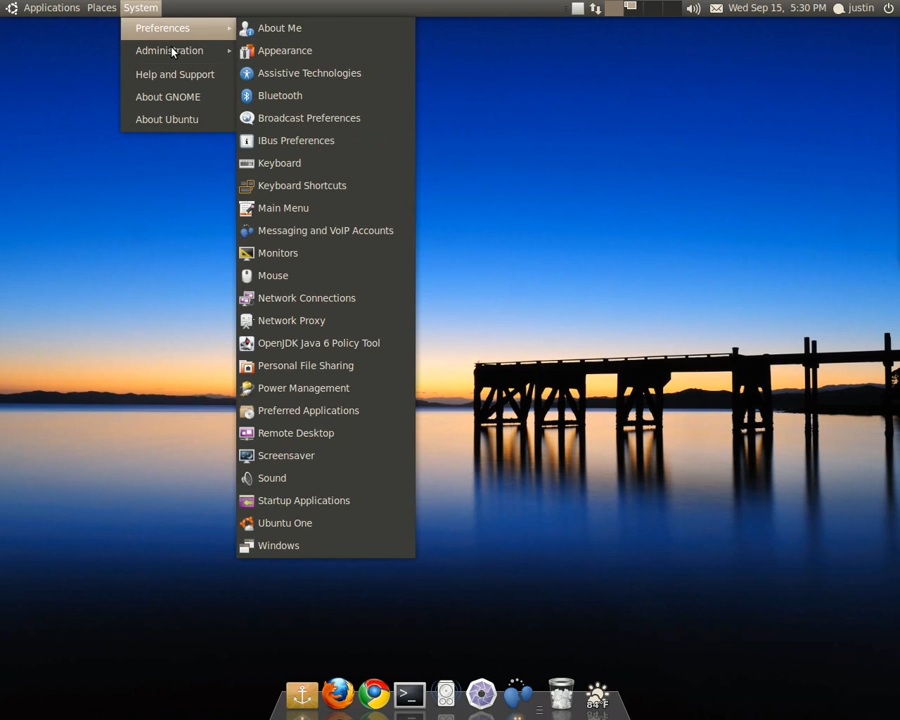 Applications Places System
Wed Sep 15, 5:30 PM justin
Preferences
Administration
Help and Support
About GNOME
About Ubuntu
About Me
Appearance
Assistive Technologies
Bluetooth
Broadcast Preferences
IBus Preferences
Keyboard
Keyboard Shortcuts
Main Menu
Messaging and VoIP Accounts
Monitors
Mouse
Network Connections
Network Proxy
OpenJDK Java 6 Policy Tool
Personal File Sharing
Power Management
Preferred Applications
Remote Desktop
Screensaver
Sound
Startup Applications
Ubuntu One
Windows
>_
84°F